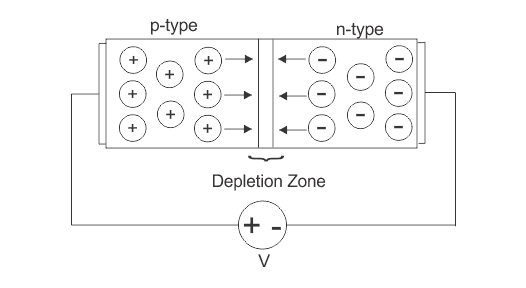 p-type
n-type
+ + + - - -
+ -
+ + - -
+ -
+ + - -
Depletion Zone
+ -
V